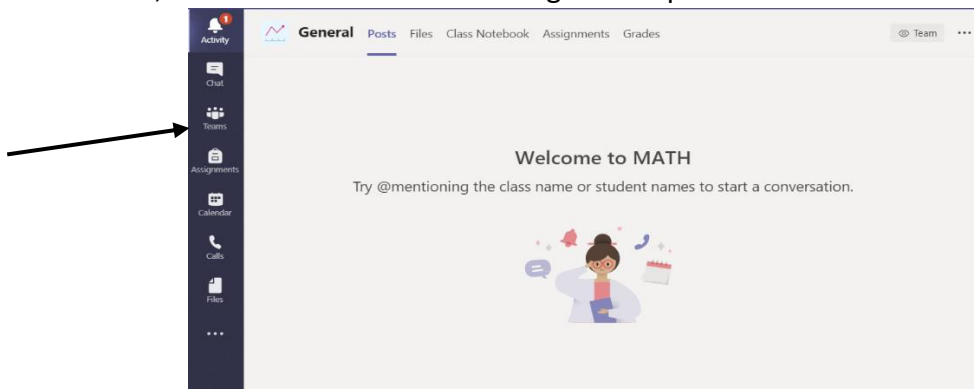 1
Activity
General Posts Files Class Notebook Assignments Grades
Team
Chat
Teams
Assignments
Calendar
Calls
Files
Welcome to MATH
Try @mentioning the class name or student names to start a conversation.